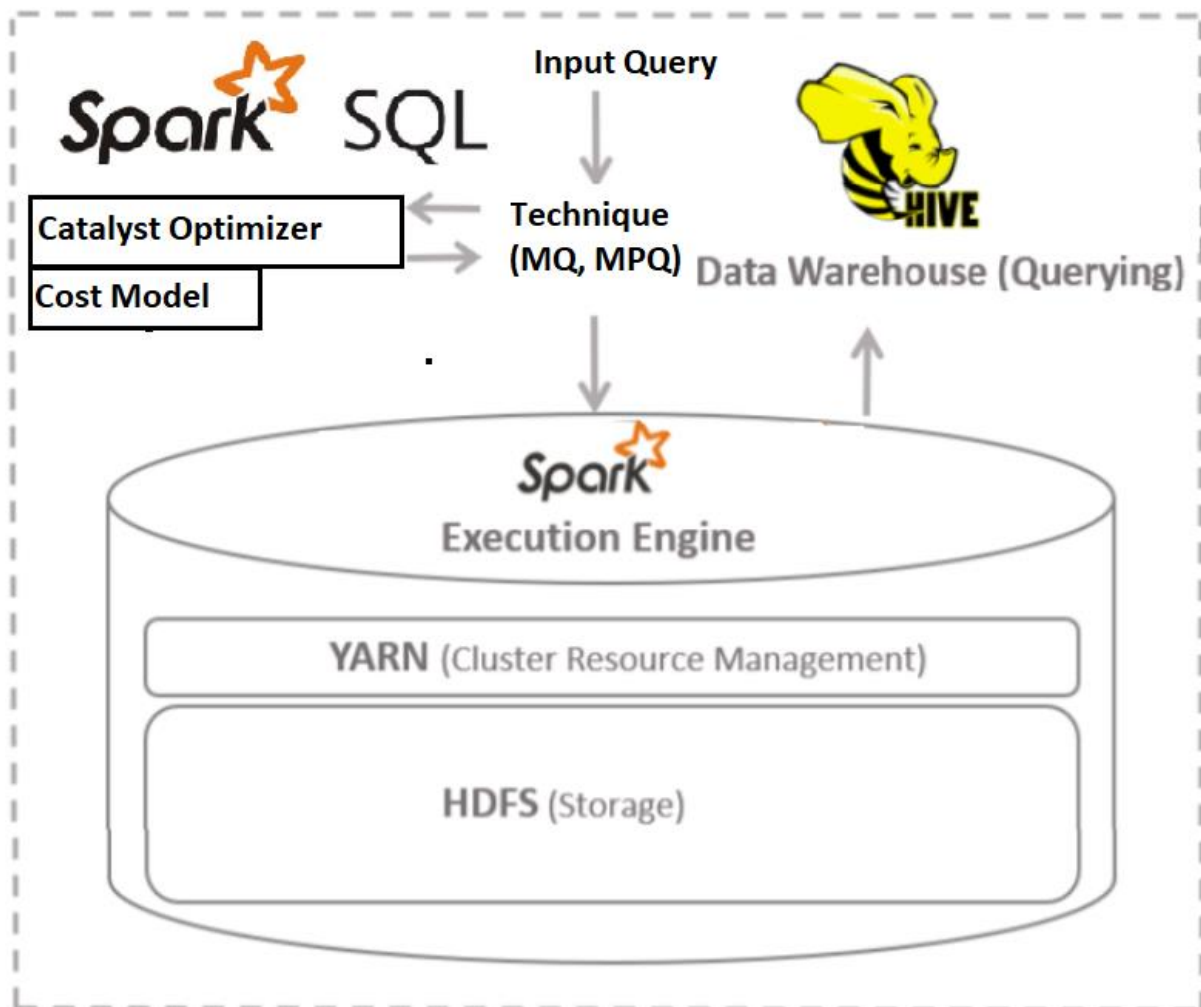 Spark SQL
Input Query
HIVE
Catalyst Optimizer
Cost Model
Technique
(MQ, MPQ)
Data Warehouse (Querying)
Spark
Execution Engine
YARN (Cluster Resource Management)
HDFS (Storage)